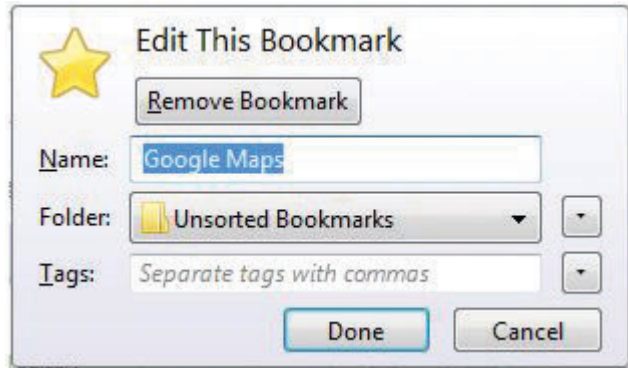 Edit This Bookmark
Remove Bookmark
Name: Google Maps
Folder: Unsorted Bookmarks
Tags: Separate tags with commas
Done Cancel